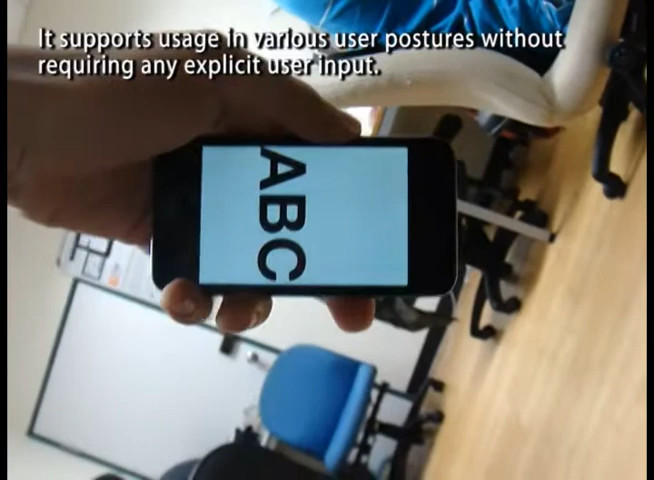 It supports usage in various user postures without
requiring any explicit user input.
ABC